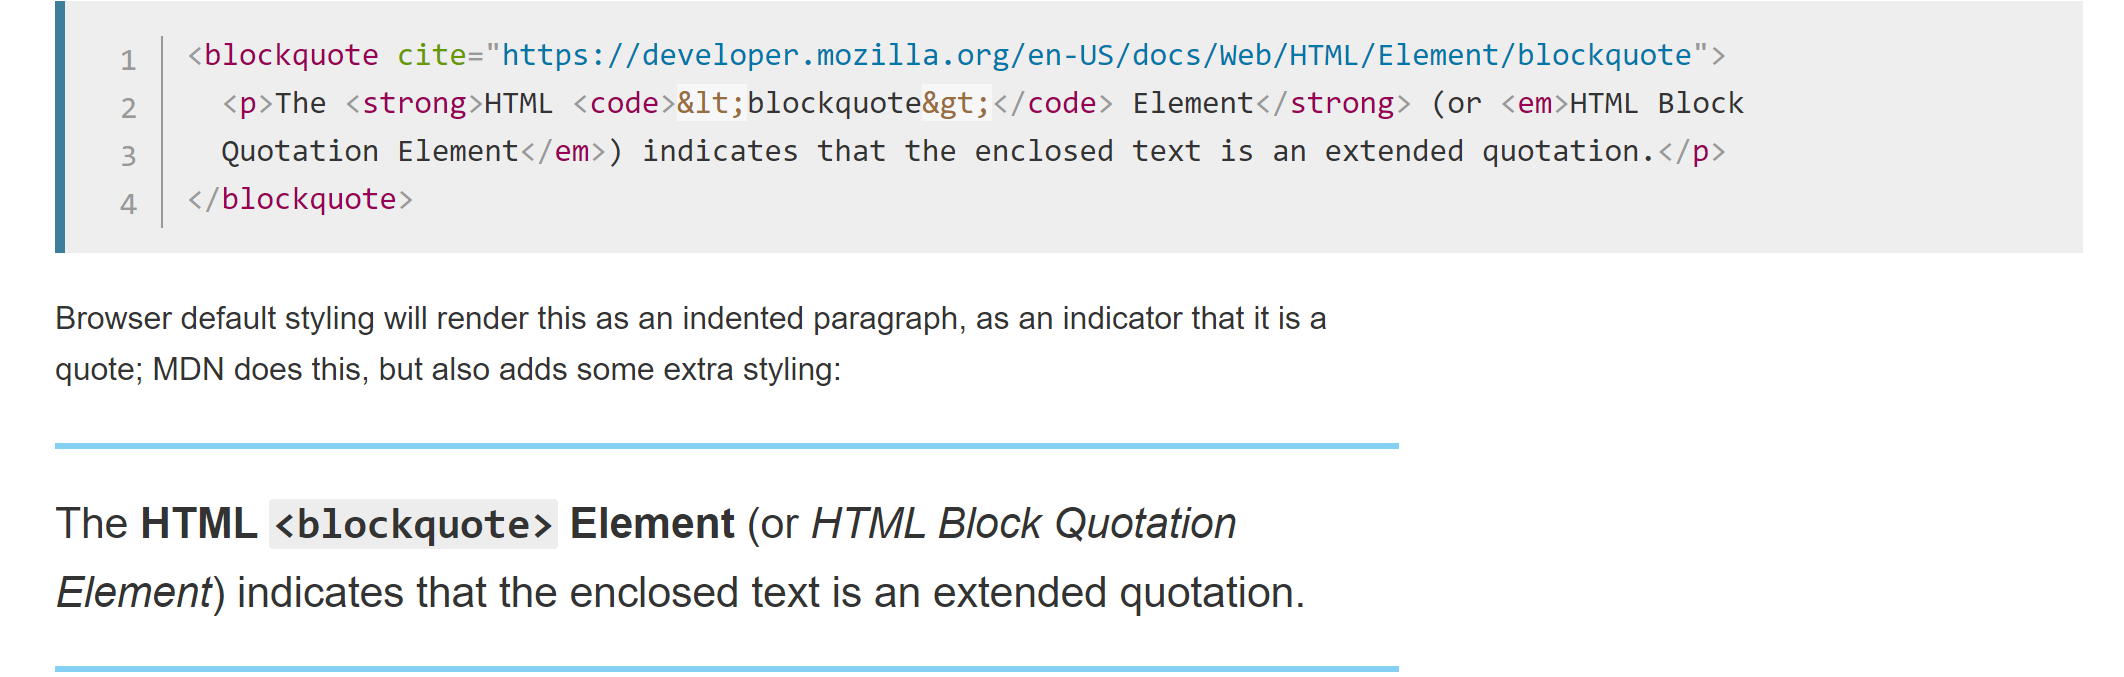 1 <blockquote cite="https://developer.mozilla.org/en-US/docs/Web/HTML/Element/blockquote">
2 <p>The <strong>HTML <code>&lt;blockquote&gt;</code> Element</strong> (or <em>HTML Block
3 Quotation Element</em>) indicates that the enclosed text is an extended quotation.</p>
4 </blockquote>
Browser default styling will render this as an indented paragraph, as an indicator that it is a
quote; MDN does this, but also adds some extra styling:
The HTML <blockquote> Element (or HTML Block Quotation
Element) indicates that the enclosed text is an extended quotation.